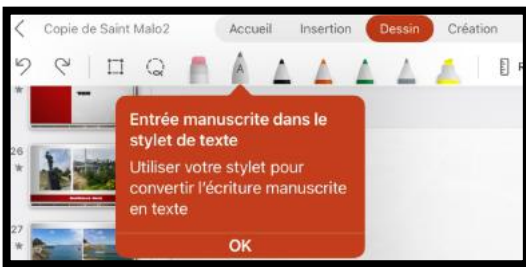 Copie de Saint Malo2 Accueil Insertion Dessin Création
A
Entrée manuscrite dans le
stylet de texte
Utiliser votre stylet pour
convertir l'écriture manuscrite
en texte
OK
26
27